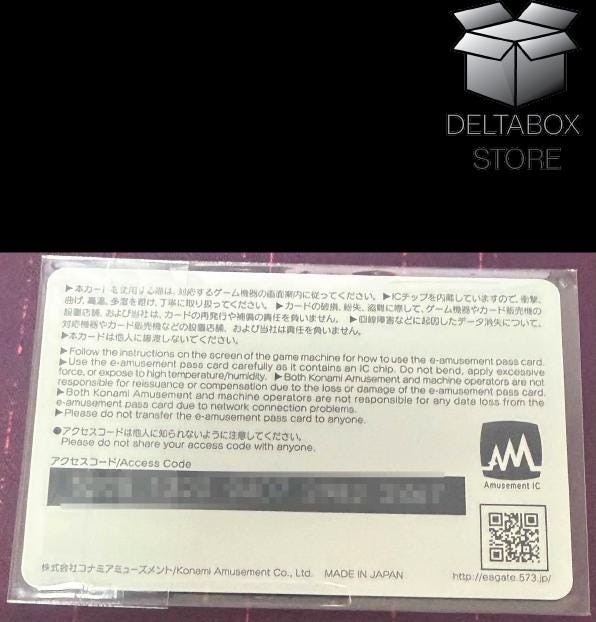 DELTABOX
STORE
▶本カードを使用する際は、対応するゲーム機器の画面案内に従ってください。▶ICチップを内蔵していますので、衝撃、
曲げ、高温、多湿を避け、丁寧に取り扱ってください。▶カードの破損、紛失、盗難に際して、ゲーム機器やカード販売機の
設置店舗、および当社は、カードの再発行や補償の責任を負いません。▶回線障害などに起因したデータ消失について、
対応機器やカード販売機などの設置店舗、および当社は責任を負いません。
▶本カードは他人に譲渡しないでください。
▶Follow the instructions on the screen of the game machine for how to use the e-amusement pass card.
▶Use the e-amusement pass card carefully as it contains an IC chip. Do not bend, apply excessive
force, or expose to high temperature/humidity. ▶Both Konami Amusement and machine operators are not
responsible for reissuance or compensation due to the loss or damage of the e-amusement pass card.
▶Both Konami Amusement and machine operators are not responsible for any data loss from the
e-amusement pass card due to network connection problems.
▶Please do not transfer the e-amusement pass card to anyone.
●アクセスコードは他人に知られないように注意してください。
Please do not share your access code with anyone.
アクセスコード/Access Code
Amusement IC
株式会社コナミアミューズメント/Konami Amusement Co., Ltd. MADE IN JAPAN
http://eagate.573.jp/